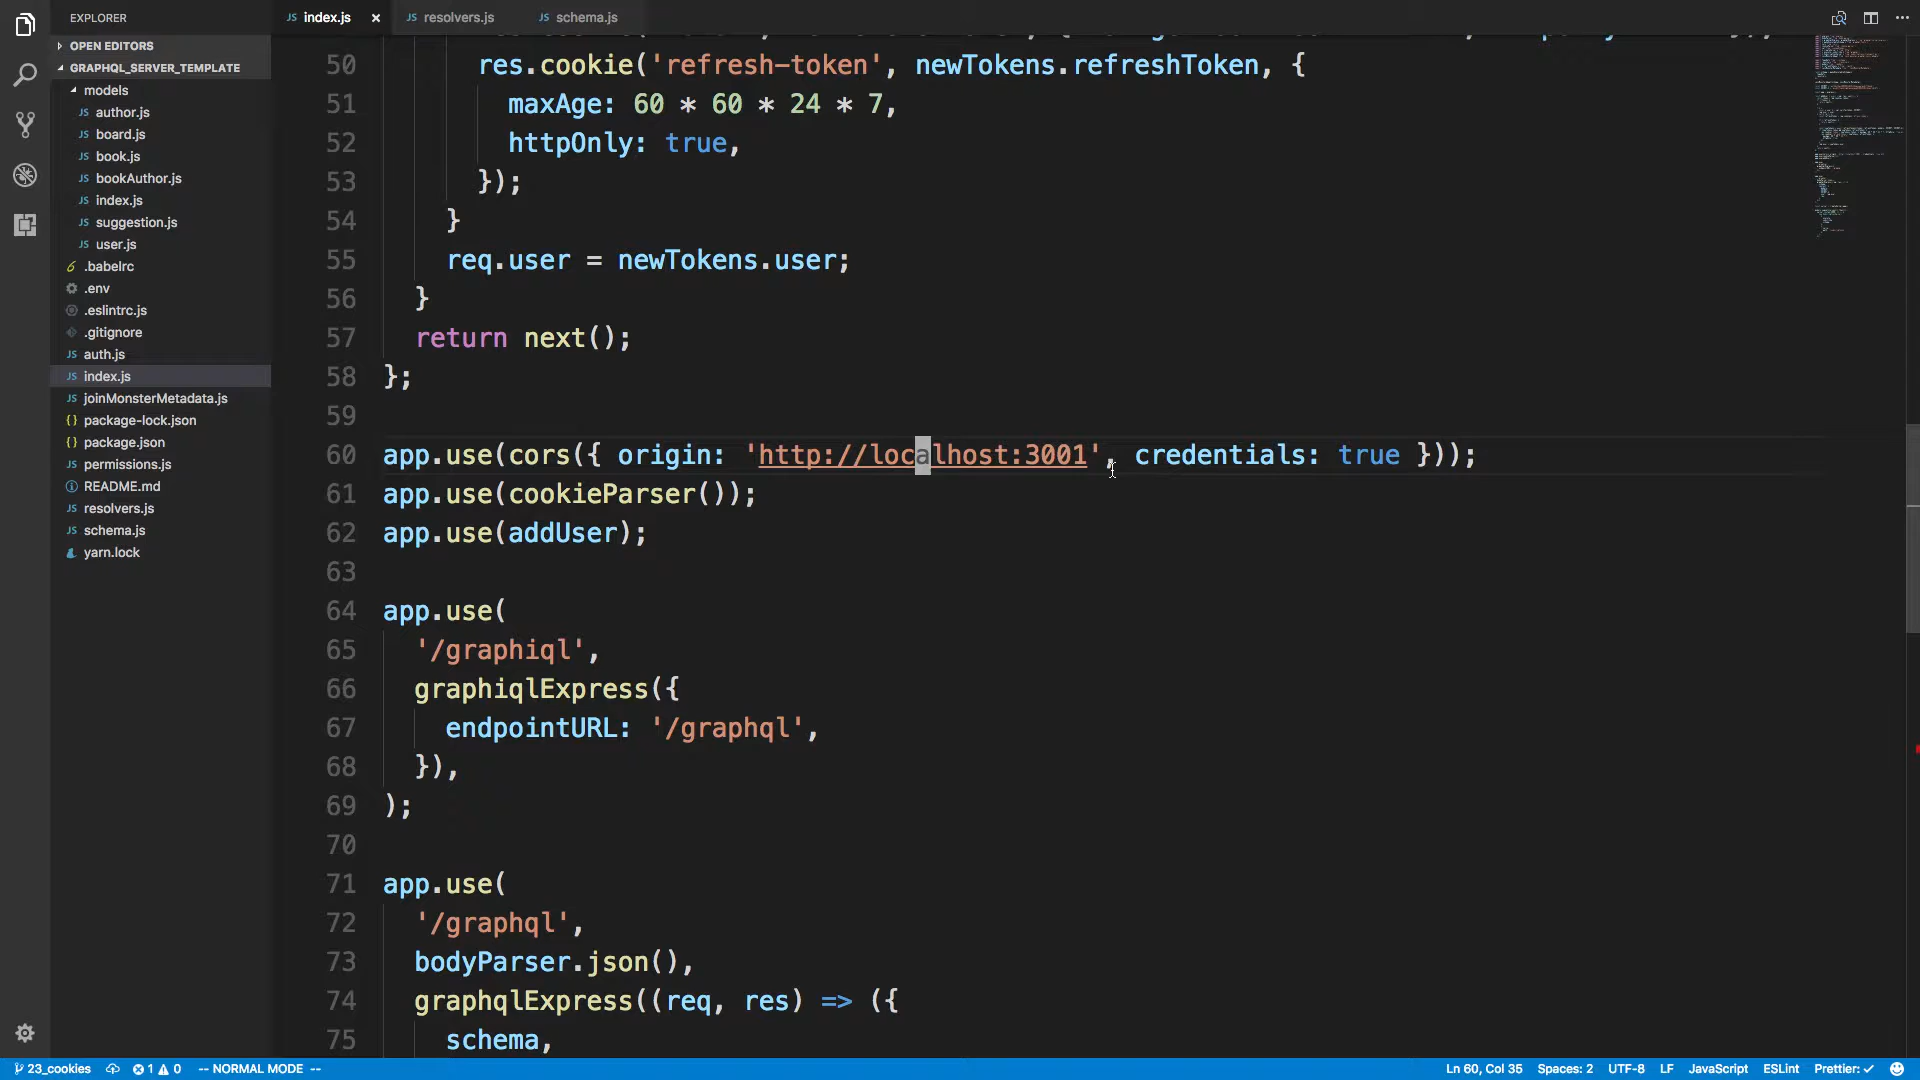 EXPLORER
index.js
resolvers.js
schema.js
OPEN EDITORS
GRAPHQL_SERVER_TEMPLATE
models
author.js
board.js
book.js
bookAuthor.js
index.js
suggestion.js
user.js
.babelrc
.env
.eslintrc.js
.gitignore
auth.js
index.js
joinMonsterMetadata.js
package-lock.json
package.json
permissions.js
README.md
resolvers.js
schema.js
yarn.lock
50 res.cookie('refresh-token', newTokens.refreshToken, {
51 maxAge: 60 * 60 * 24 * 7,
52 httpOnly: true,
53 });
54 }
55 req.user = newTokens.user;
56 }
57 return next();
58 };
59
60 app.use(cors({ origin: 'http://localhost:3001', credentials: true }));
61 app.use(cookieParser());
62 app.use(addUser);
63
64 app.use(
65 '/graphiql',
66 graphiqlExpress({
67 endpointURL: '/graphql',
68 }),
69 );
70
71 app.use(
72 '/graphql',
73 bodyParser.json(),
74 graphqlExpress((req, res) => ({
75 schema,
23_cookies 1 0 -- NORMAL MODE -- Ln 60, Col 35 Spaces: 2 UTF-8 LF JavaScript ESLint Prettier: ✓